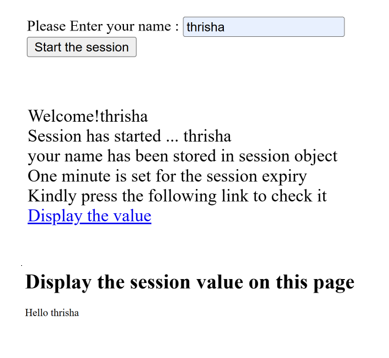 Please Enter your name : thrisha
Start the session
Welcome!thrisha
Session has started ... thrisha
your name has been stored in session object
One minute is set for the session expiry
Kindly press the following link to check it
Display the value
Display the session value on this page
Hello thrisha